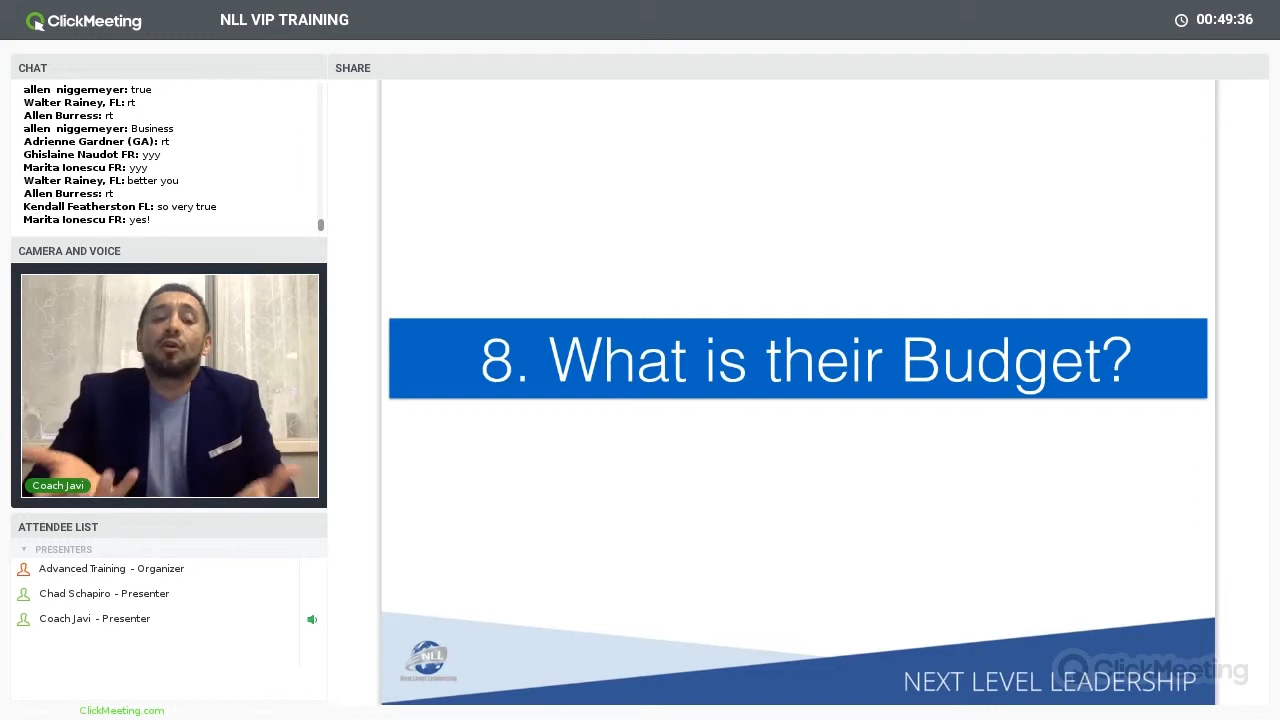 ClickMeeting
NLL VIP TRAINING
00:49:36
CHAT
allen niggemeyer: true
Walter Rainey, FL: rt
Allen Burress: rt
allen niggemeyer: Business
Adrienne Gardner (GA): rt
Ghislaine Naudot FR: yyy
Marita Ionescu FR: yyy
Walter Rainey, FL: better you
Allen Burress: rt
Kendall Featherston FL: so very true
Marita Ionescu FR: yes!
CAMERA AND VOICE
Coach Javi
ATTENDEE LIST
PRESENTERS
Advanced Training - Organizer
Chad Schapiro - Presenter
Coach Javi - Presenter
ClickMeeting.com
SHARE
8. What is their Budget?
NLL
Next Level Leadership
NEXT LEVEL LEADERSHIP
ClickMeeting